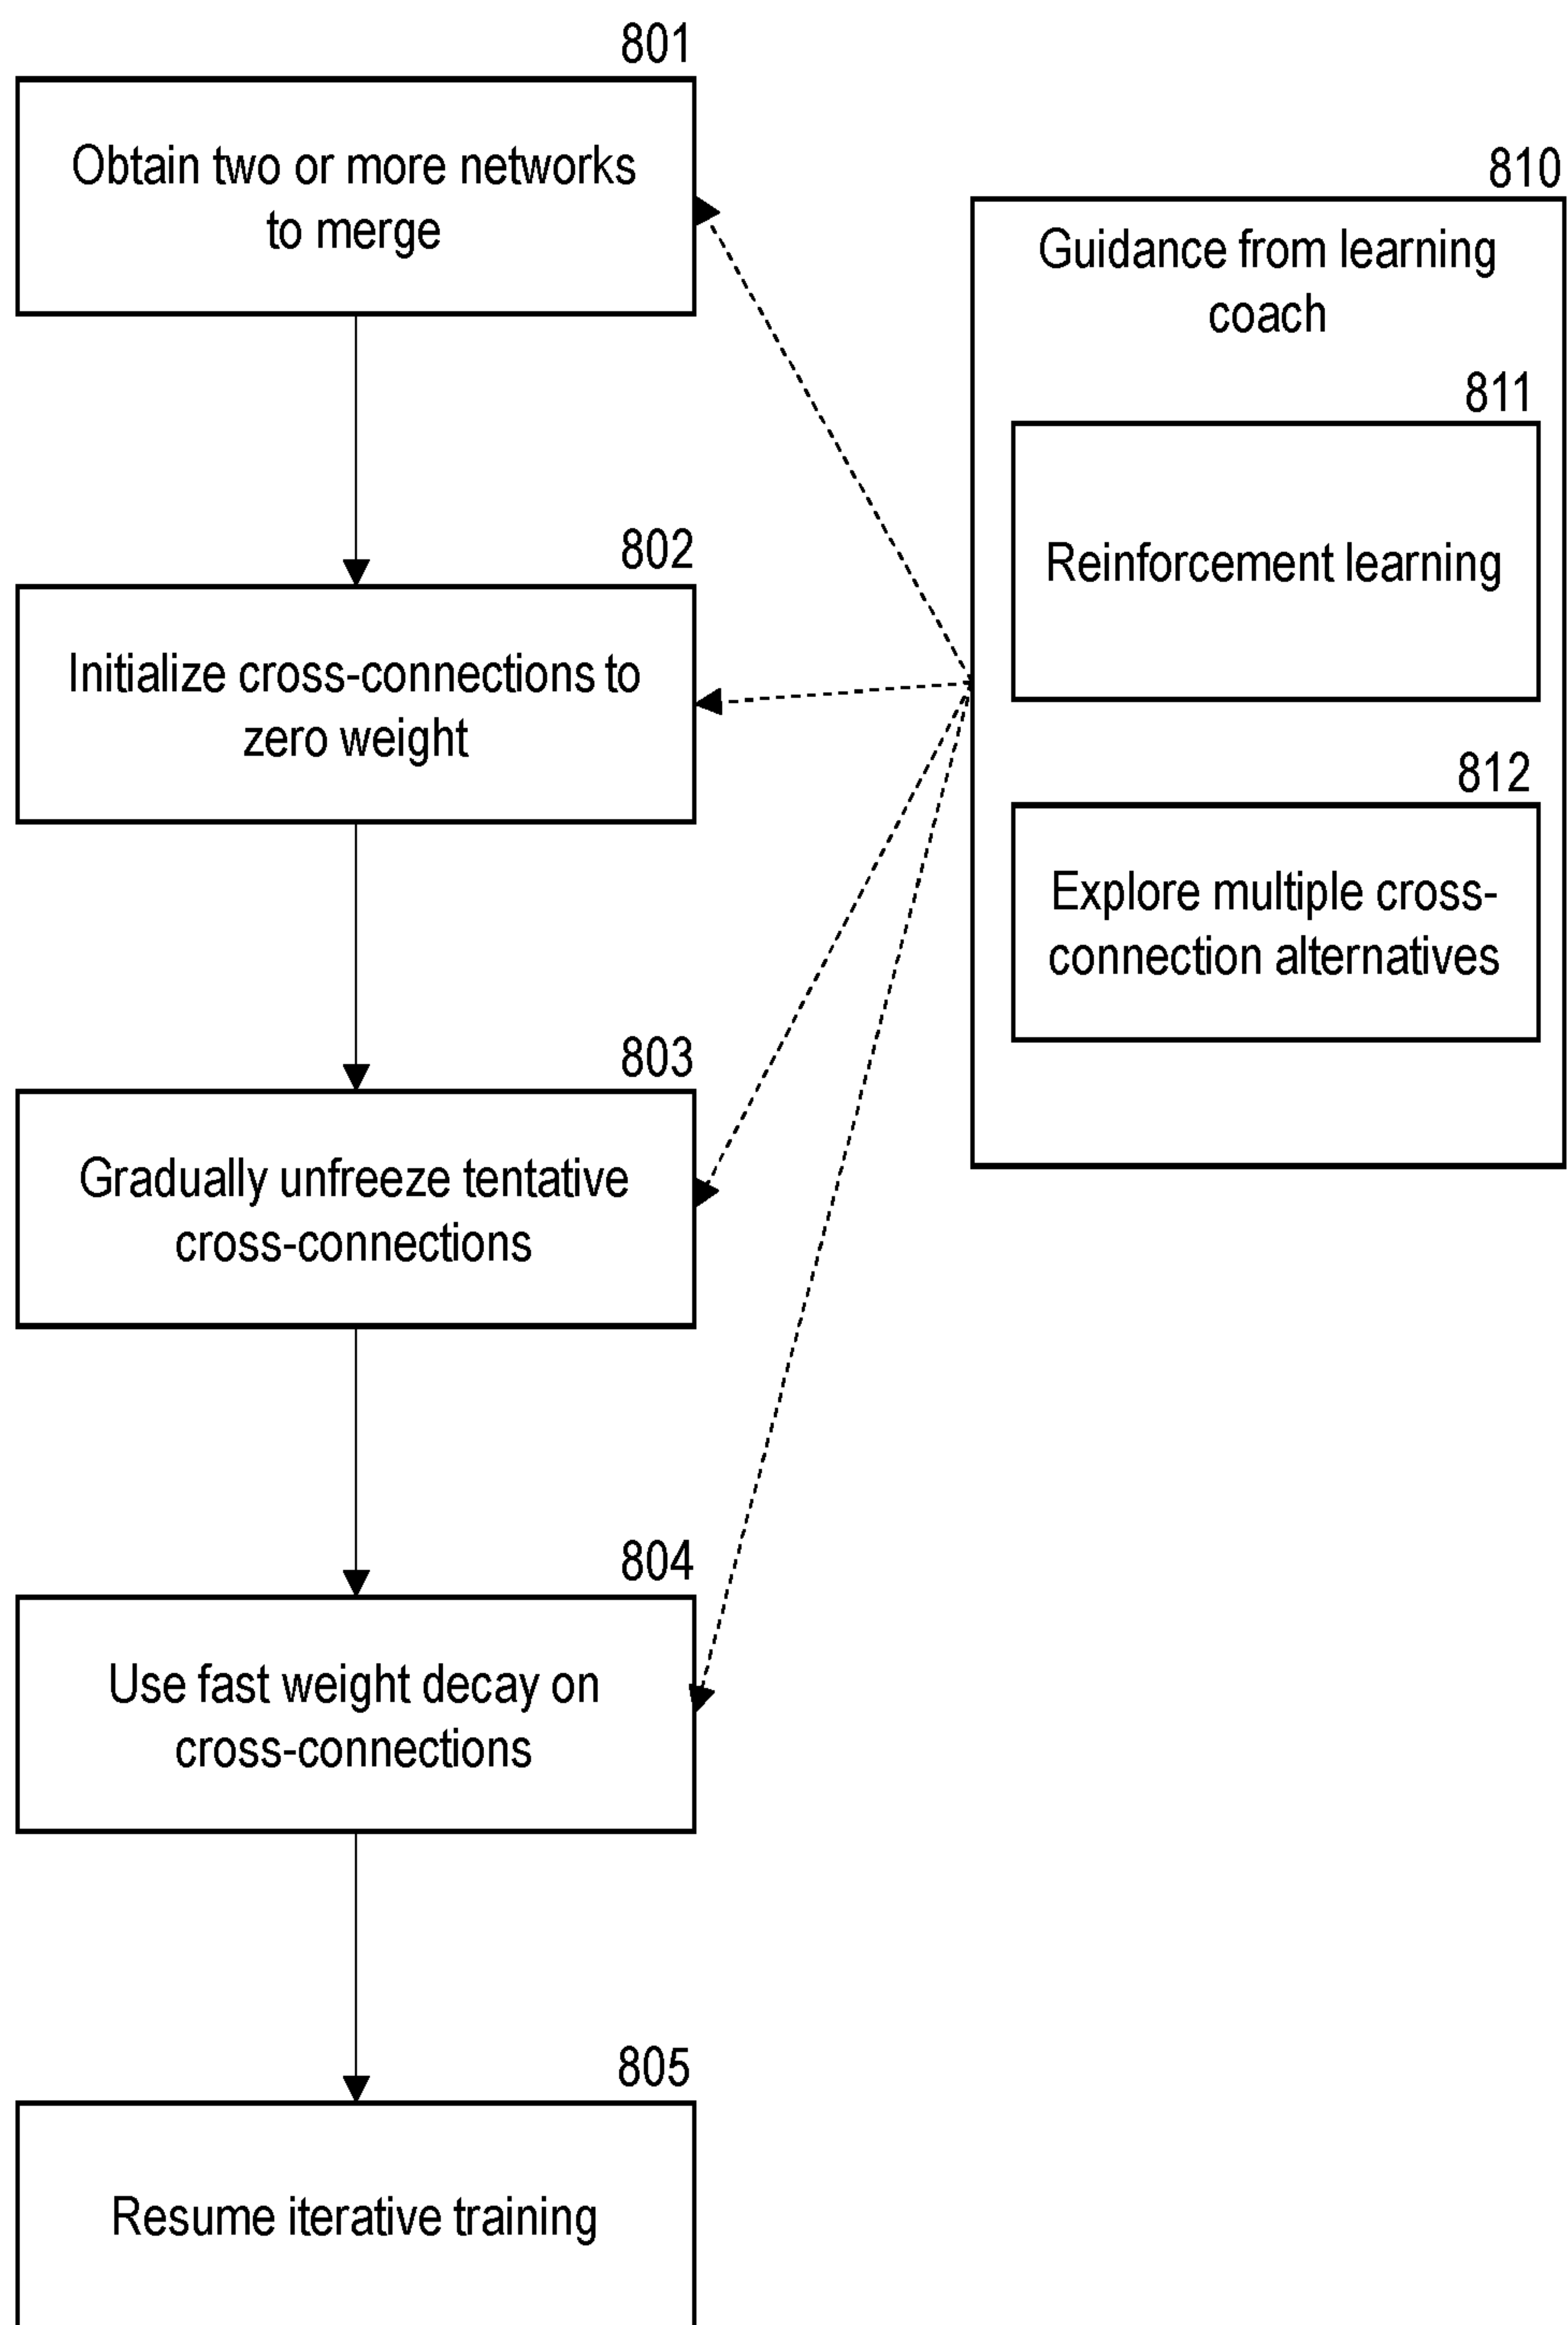 801
Obtain two or more networks
to merge
802
Initialize cross-connections to
zero weight
803
Gradually unfreeze tentative
cross-connections
804
Use fast weight decay on
cross-connections
805
Resume iterative training
810
Guidance from learning
coach
811
Reinforcement learning
812
Explore multiple cross-
connection alternatives